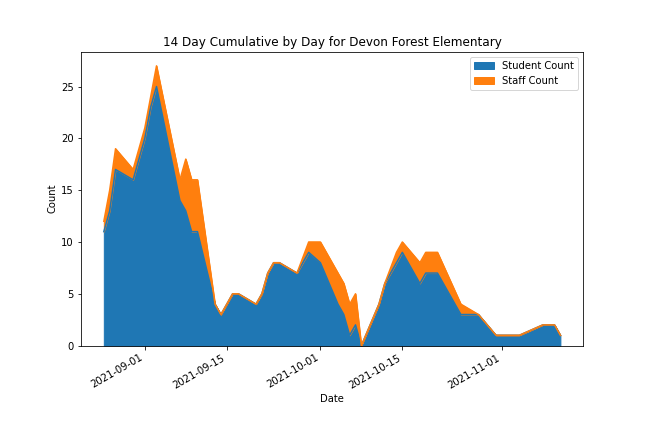 14 Day Cumulative by Day for Devon Forest Elementary
Student Count
Staff Count
Count
25
20
15
10
5
0
2021-09-01
2021-09-15
2021-10-01
2021-10-15
2021-11-01
Date